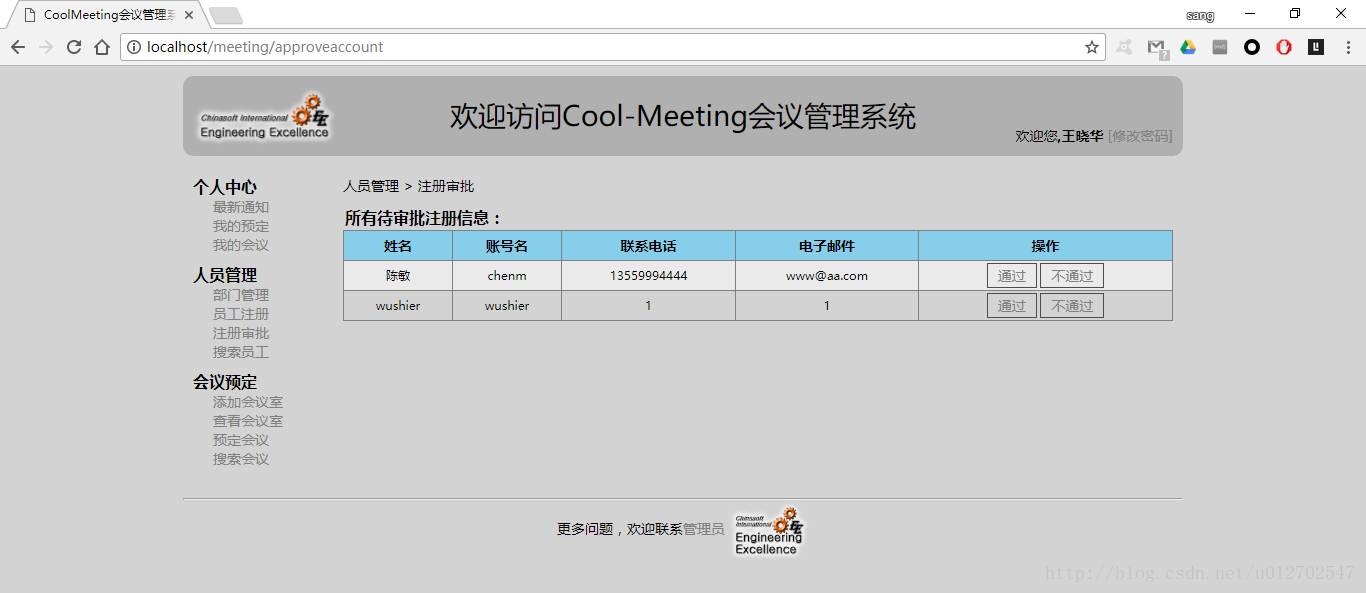 CoolMeeting会议管理系
sang
localhost/meeting/approveaccount
Chinasoft International
Engineering Excellence
欢迎访问Cool-Meeting会议管理系统
欢迎您,王晓华 [修改密码]
个人中心
最新通知
我的预定
我的会议
人员管理
部门管理
员工注册
注册审批
搜索员工
会议预定
添加会议室
查看会议室
预定会议
搜索会议
人员管理 > 注册审批
所有待审批注册信息：
姓名 账号名 联系电话 电子邮件 操作
陈敏 chenm 13559994444 www@aa.com 通过 不通过
wushier wushier 1 1 通过 不通过
更多问题，欢迎联系管理员
Chinasoft
International
Engineering
Excellence
http://blog.csdn.net/u012702547